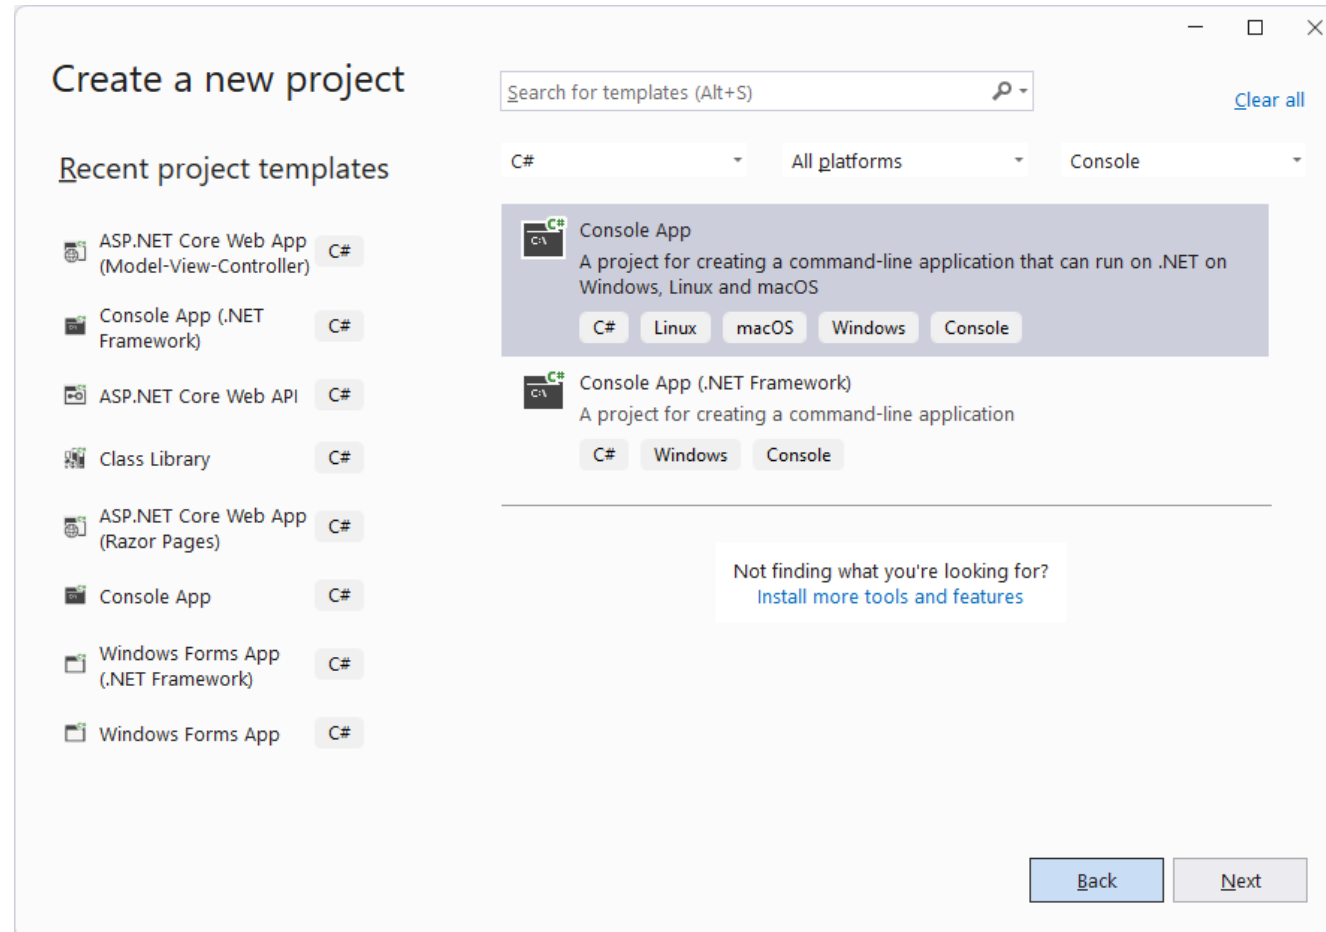 Create a new project
Search for templates (Alt+S)
Clear all
Recent project templates
C#
All platforms
Console
ASP.NET Core Web App
(Model-View-Controller)
C#
Console App (.NET
Framework)
C#
ASP.NET Core Web API
C#
Class Library
C#
ASP.NET Core Web App
(Razor Pages)
C#
Console App
C#
Windows Forms App
(.NET Framework)
C#
Windows Forms App
C#
C#
C:\
Console App
A project for creating a command-line application that can run on .NET on
Windows, Linux and macOS
C# Linux macOS Windows Console
C#
C:\
Console App (.NET Framework)
A project for creating a command-line application
C# Windows Console
Not finding what you're looking for?
Install more tools and features
Back
Next